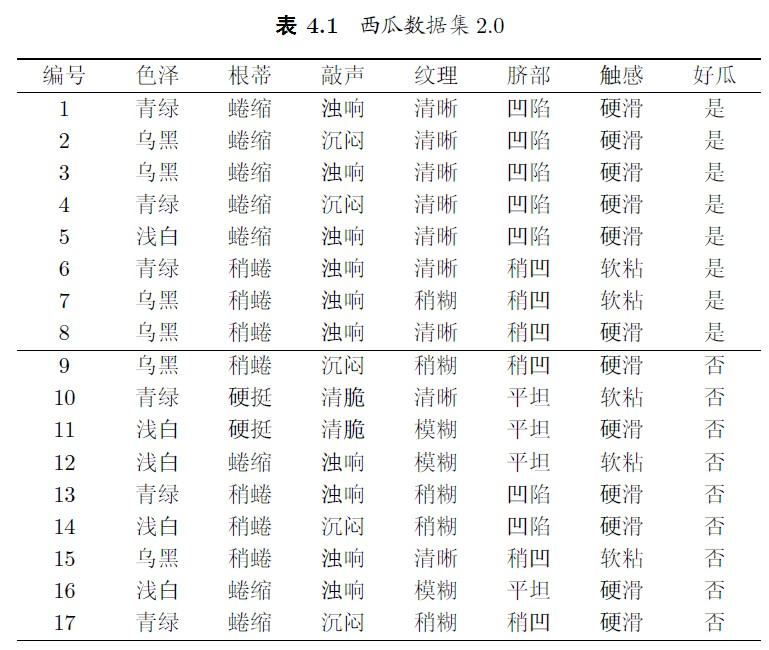 表 4.1 西瓜数据集 2.0
编号 色泽 根蒂 敲声 纹理 脐部 触感 好瓜
1 青绿 蜷缩 浊响 清晰 凹陷 硬滑 是
2 乌黑 蜷缩 沉闷 清晰 凹陷 硬滑 是
3 乌黑 蜷缩 浊响 清晰 凹陷 硬滑 是
4 青绿 蜷缩 沉闷 清晰 凹陷 硬滑 是
5 浅白 蜷缩 浊响 清晰 凹陷 硬滑 是
6 青绿 稍蜷 浊响 清晰 稍凹 软粘 是
7 乌黑 稍蜷 浊响 稍糊 稍凹 软粘 是
8 乌黑 稍蜷 浊响 清晰 稍凹 硬滑 是
9 乌黑 稍蜷 沉闷 稍糊 稍凹 硬滑 否
10 青绿 硬挺 清脆 清晰 平坦 软粘 否
11 浅白 硬挺 清脆 模糊 平坦 硬滑 否
12 浅白 蜷缩 浊响 模糊 平坦 软粘 否
13 青绿 稍蜷 浊响 稍糊 凹陷 硬滑 否
14 浅白 稍蜷 沉闷 稍糊 凹陷 硬滑 否
15 乌黑 稍蜷 浊响 清晰 稍凹 软粘 否
16 浅白 蜷缩 浊响 模糊 平坦 硬滑 否
17 青绿 蜷缩 沉闷 稍糊 稍凹 硬滑 否